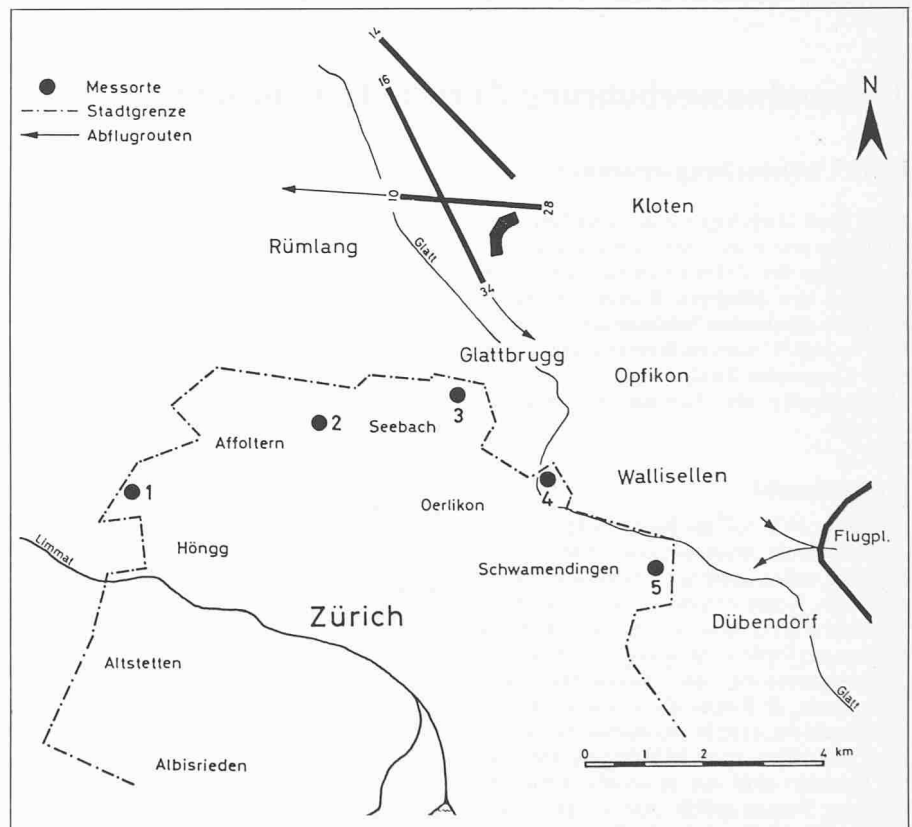 14
16
N
Messorte
Stadtgrenze
Abflugrouten
10
28
Kloten
Rümlang
Glatt
34
Glattbrugg
Opfikon
3
2
Seebach
Affoltern
Wallisellen
1
4
Oerlikon
Flugpl.
Limmat
Höngg
Schwamendingen
5
Zürich
Dübendorf
Altstetten
Glatt
0 1 2 4 km
Albisrieden